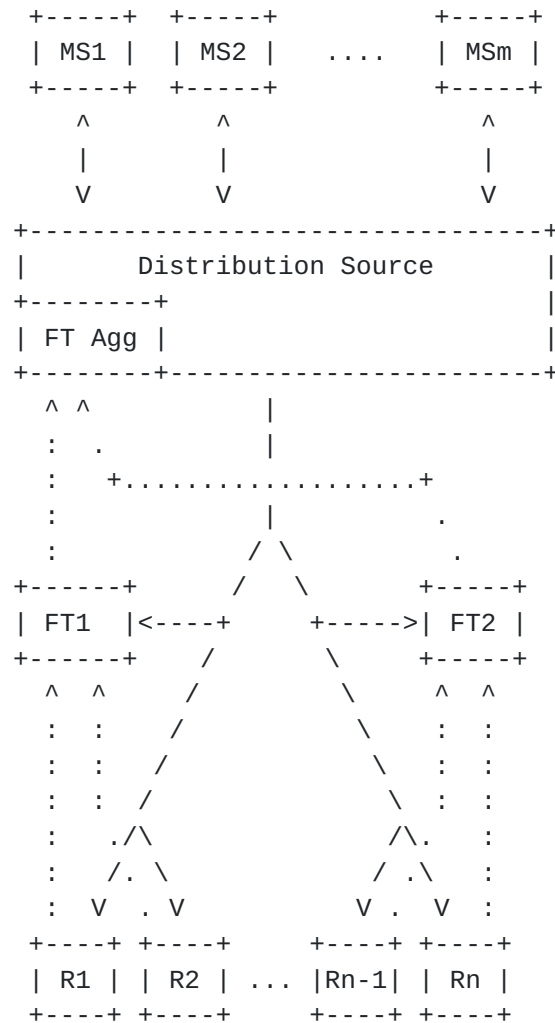 +-----+  +-----+          +-----+
| MS1 |  | MS2 |   ....   | MSm |
+-----+  +-----+          +-----+
   ^        ^                ^
   |        |                |
   V        V                V
+---------------------------------+
|       Distribution Source       |
+--------+                        |
| FT Agg |                        |
+--------+------------------------+
  ^ ^           |
  :  .          |
  :   +...................+
  :             |          .
  :            / \          .
+------+      /   \       +-----+
| FT1  |<----+     +----->| FT2 |
+------+    /       \     +-----+
  ^  ^     /         \      ^  ^
  :  :    /           \     :  :
  :  :   /             \    :  :
  :  :  /               \   :  :
  :    ./\              /\.    :
  :    /. \            / .\    :
  :   V  . V          V .  V   :
 +----+ +----+     +----+ +----+
 | R1 | | R2 | ... |Rn-1| | Rn |
 +----+ +----+     +----+ +----+